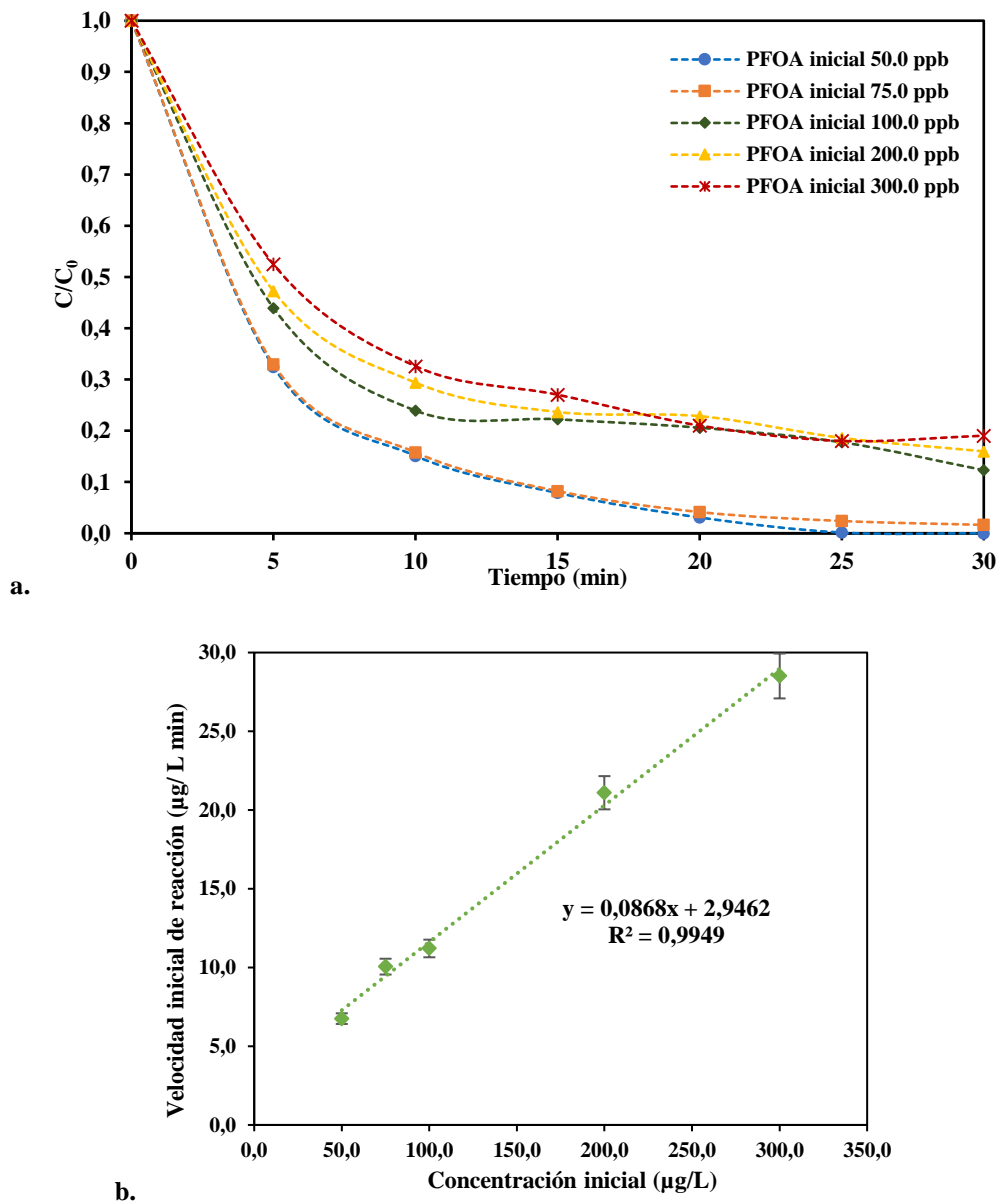 1,0
0,9
0,8
0,7
0,6
0,5
0,4
0,3
0,2
0,1
0,0
C/C0
PFOA inicial 50.0 ppb
PFOA inicial 75.0 ppb
PFOA inicial 100.0 ppb
PFOA inicial 200.0 ppb
PFOA inicial 300.0 ppb
0 5 10 15 20 25 30
Tiempo (min)
a.
30,0
25,0
20,0
15,0
10,0
5,0
0,0
Velocidad inicial de reacción (µg/ L min)
y = 0,0868x + 2,9462
R² = 0,9949
0,0 50,0 100,0 150,0 200,0 250,0 300,0 350,0
Concentración inicial (µg/L)
b.